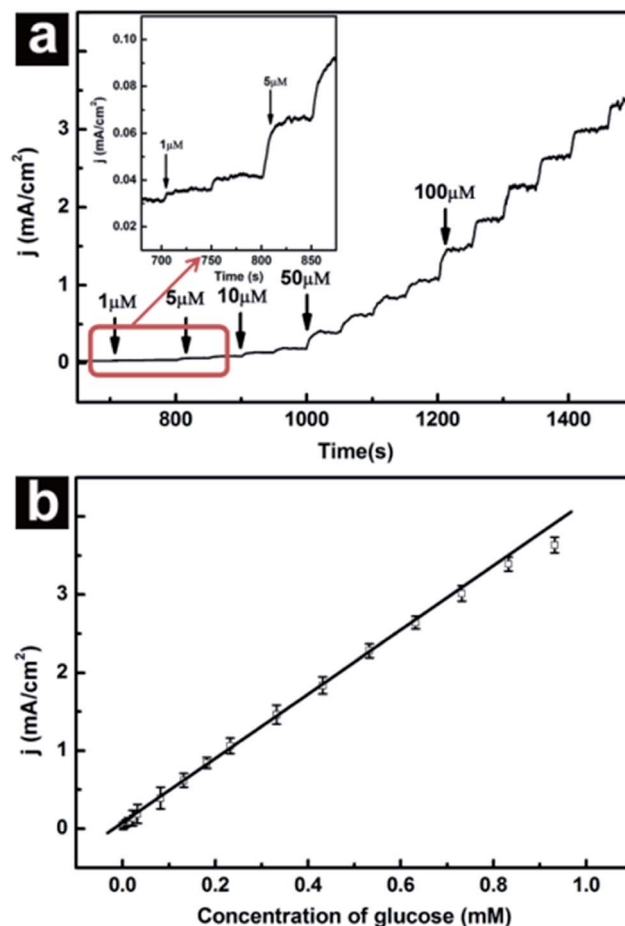 a
0.10
0.08
0.06
0.04
0.02
j (mA/cm²)
1μM
5μM
700
750
800
850
Time (s)
3
2
1
0
j (mA/cm²)
1μM
5μM
10μM
50μM
100μM
800
1000
1200
1400
Time(s)
b
3
2
1
0
j (mA/cm²)
0.0
0.2
0.4
0.6
0.8
1.0
Concentration of glucose (mM)